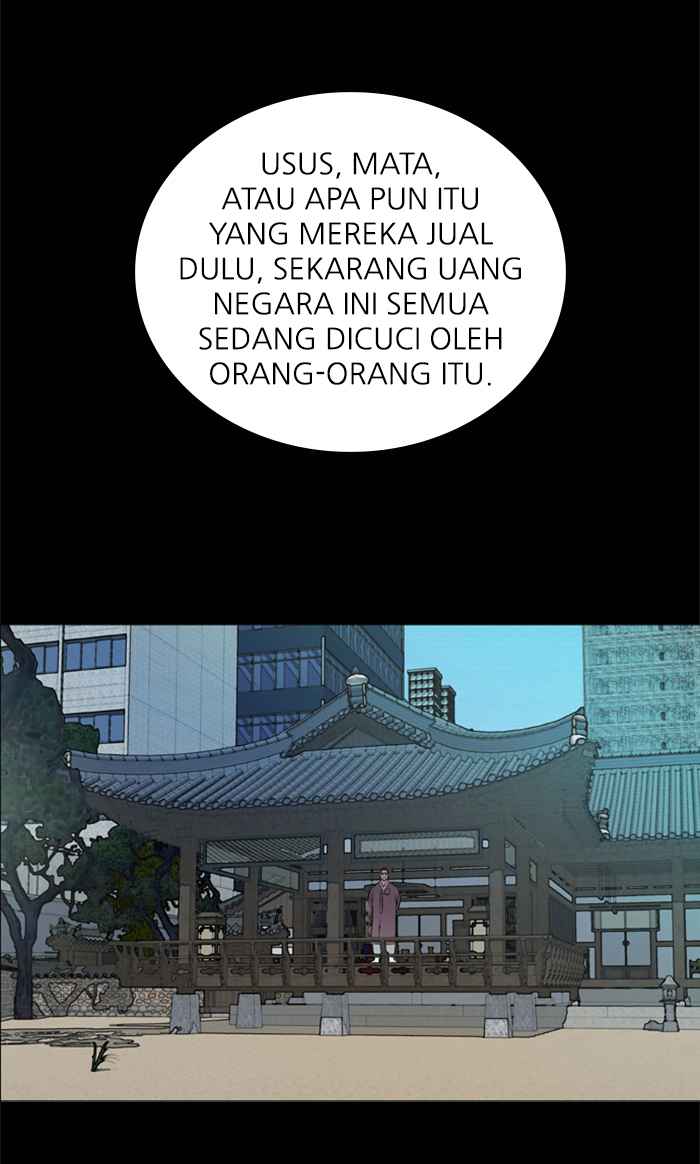 USUS, MATA,
ATAU APA PUN ITU
YANG MEREKA JUAL
DULU, SEKARANG UANG
NEGARA INI SEMUA
SEDANG DICUCI OLEH
ORANG-ORANG ITU.